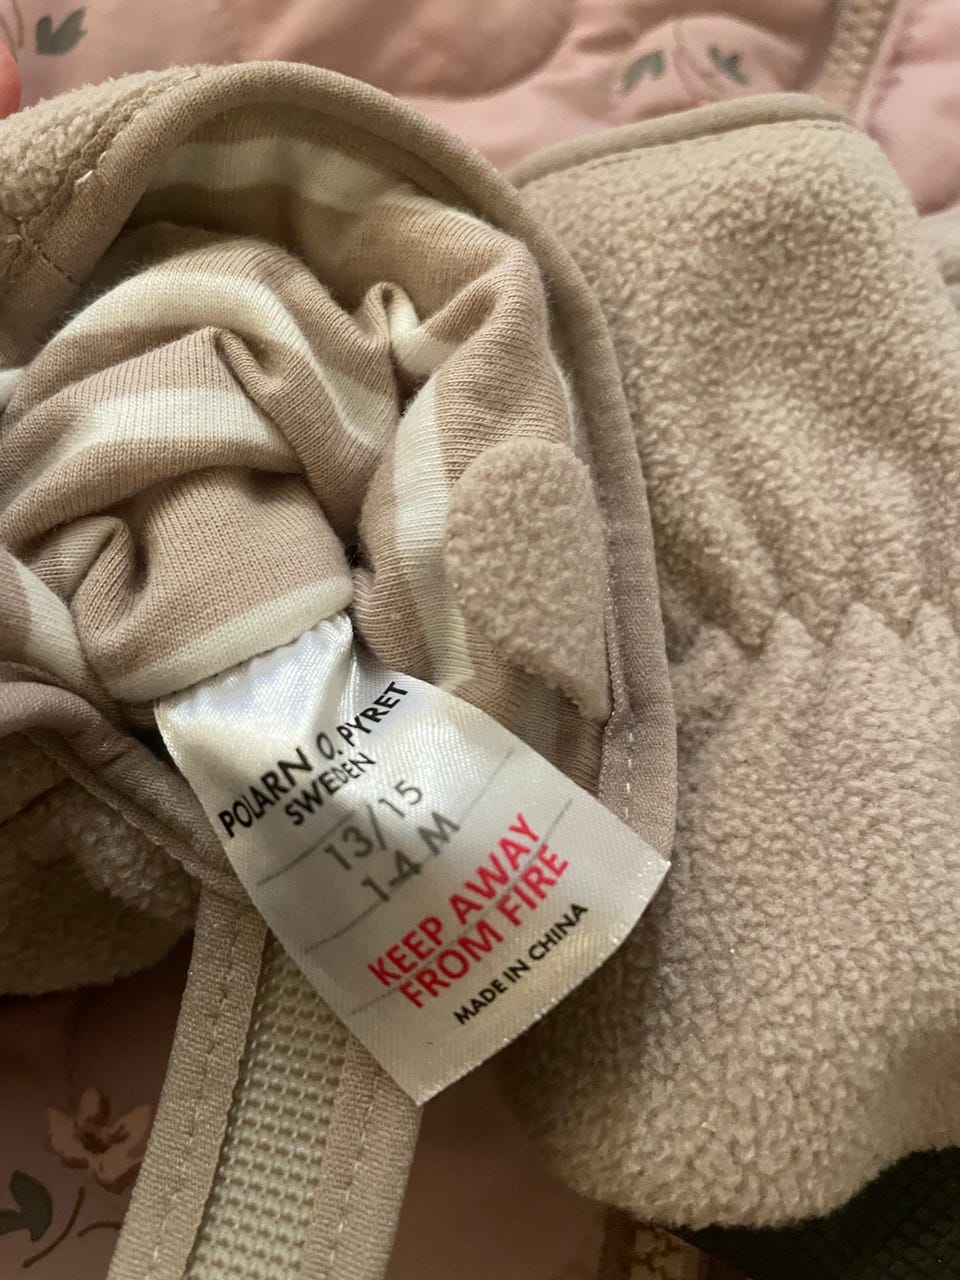 POLARN O. PYRET
SWEDEN
13/15
1-4 M
KEEP AWAY
FROM FIRE
MADE IN CHINA